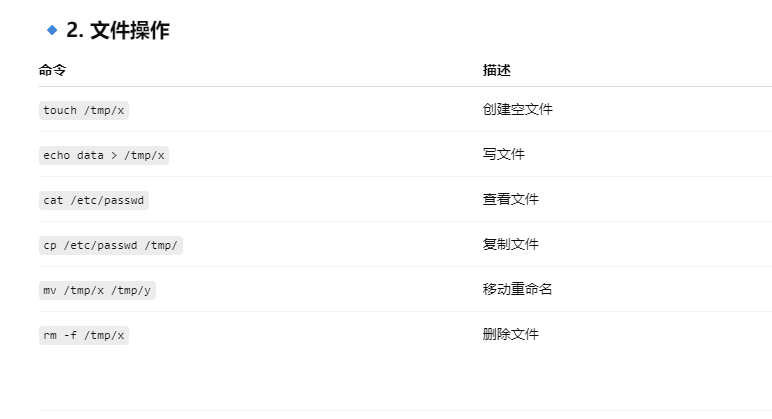 2. 文件操作
命令 描述
touch /tmp/x 创建空文件
echo data > /tmp/x 写文件
cat /etc/passwd 查看文件
cp /etc/passwd /tmp/ 复制文件
mv /tmp/x /tmp/y 移动重命名
rm -f /tmp/x 删除文件